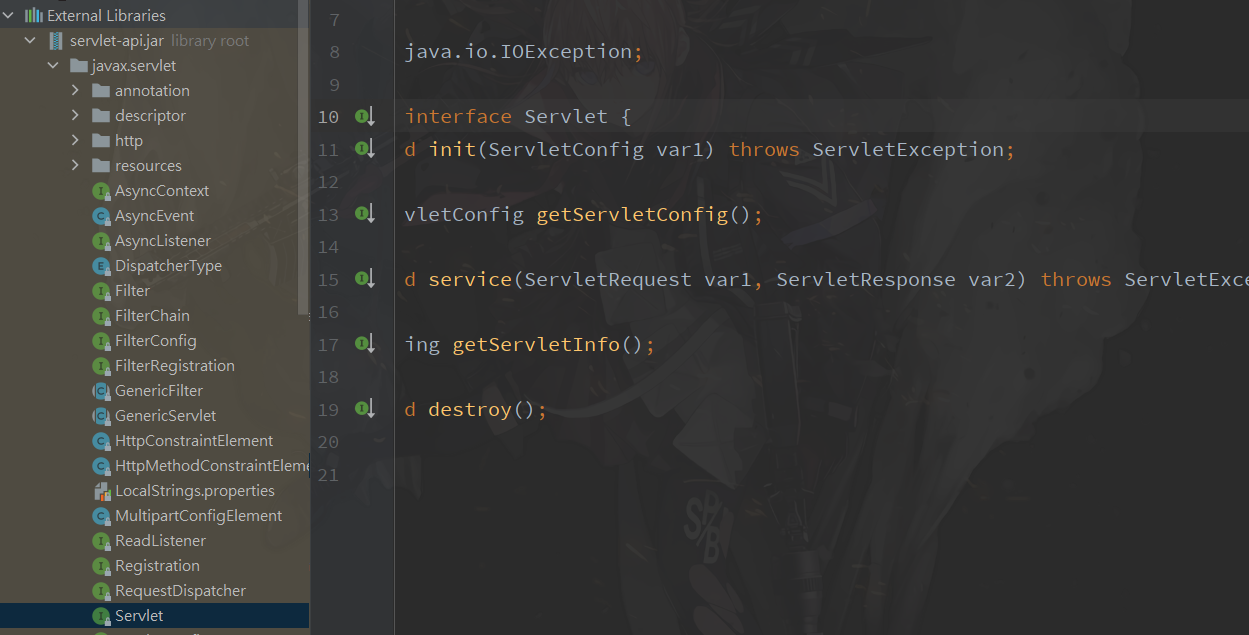 External Libraries
servlet-api.jar library root
javax.servlet
annotation
descriptor
http
resources
AsyncContext
AsyncEvent
AsyncListener
DispatcherType
Filter
FilterChain
FilterConfig
FilterRegistration
GenericFilter
GenericServlet
HttpConstraintElement
HttpMethodConstraintEleme
LocalStrings.properties
MultipartConfigElement
ReadListener
Registration
RequestDispatcher
Servlet
7
8 java.io.IOException;
9
10 interface Servlet {
11 d init(ServletConfig var1) throws ServletException;
12
13 vletConfig getServletConfig();
14
15 d service(ServletRequest var1, ServletResponse var2) throws ServletExce
16
17 ing getServletInfo();
18
19 d destroy();
20
21